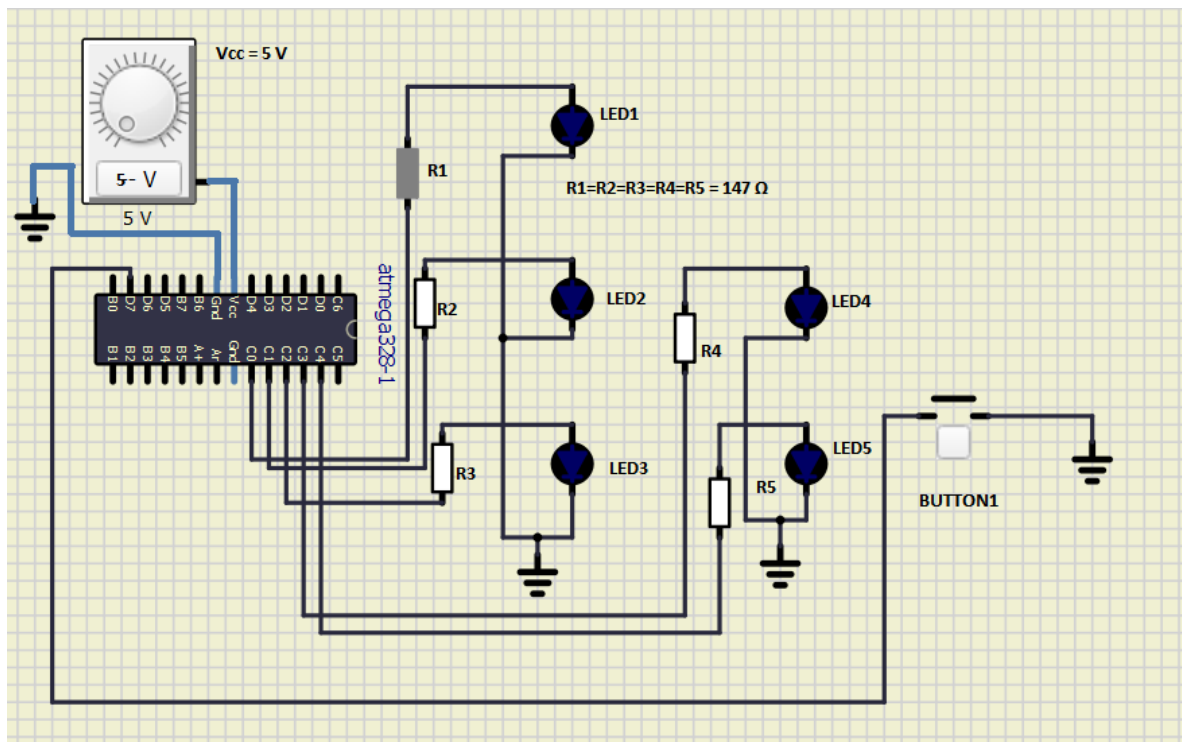 Vcc = 5 V
5- V
5 V
LED1
R1
R1=R2=R3=R4=R5 = 147 Ω
B0 D7 D6 D5 B7 B6 Gnd Vcc D4 D3 D2 D1 D0 C6
B1 B2 B3 B4 B5 A+ Ar Gnd C0 C1 C2 C3 C4 C5
atmega328-1
R2
LED2
LED4
R4
R3
LED3
LED5
R5
BUTTON1